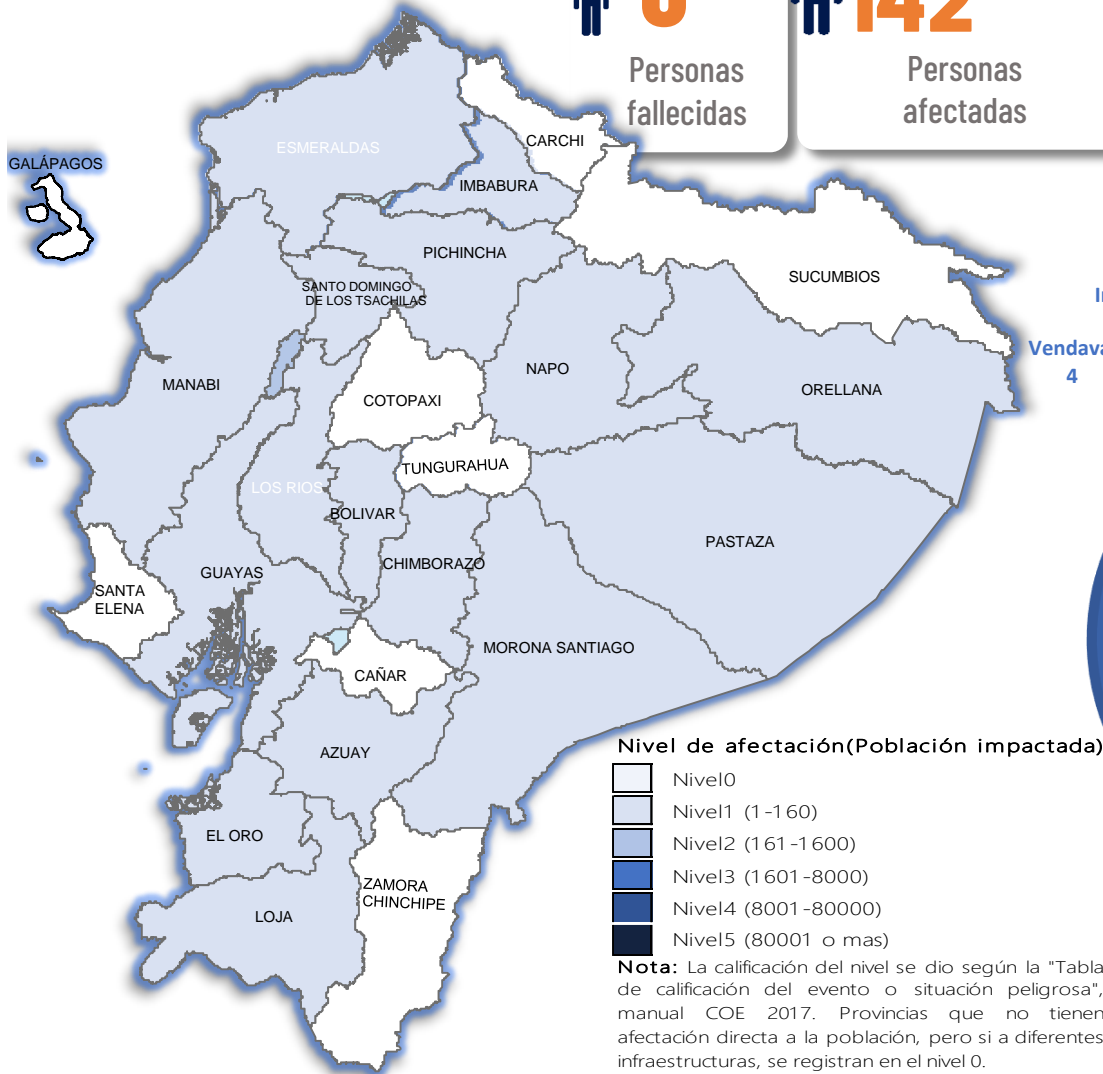 142
Personas
fallecidas
Personas
afectadas
ESMERALDAS
CARCHI
GALÁPAGOS
IMBABURA
PICHINCHA
SUCUMBIOS
SANTO DOMINGO
DE LOS TSACHILAS
Vendava
4
NAPO
MANABI
ORELLANA
COTOPAXI
TUNGURAHUA
LOS RIOS
BOLIVAR
PASTAZA
CHIMBORAZO
GUAYAS
SANTA
ELENA
MORONA SANTIAGO
CAÑAR
AZUAY
EL ORO
ZAMORA
CHINCHIPE
LOJA
Nivel de afectación(Población impactada)
Nivel0
Nivel1 (1-160)
Nivel2 (161-1600)
Nivel3 (1601-8000)
Nivel4 (8001-80000)
Nivel5 (80001 o mas)
Nota: La calificación del nivel se dio según la "Tabla
de calificación del evento o situación peligrosa",
manual COE 2017. Provincias que no tienen
afectación directa a la población, pero si a diferentes
infraestructuras, se registran en el nivel 0.